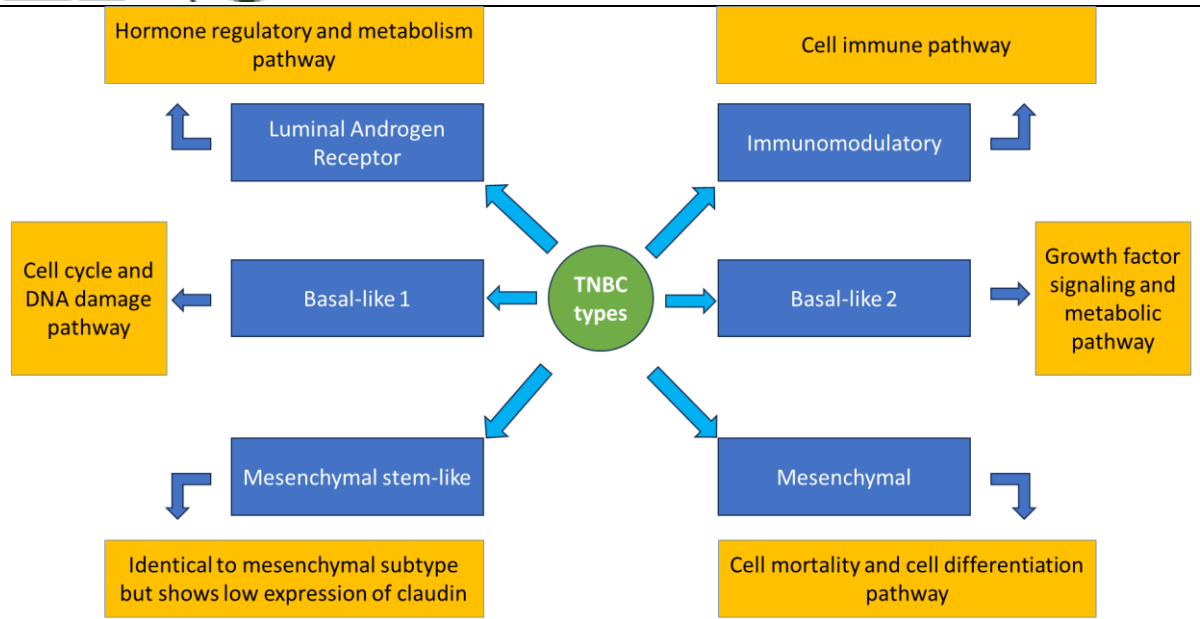 Hormone regulatory and metabolism
pathway
Cell immune pathway
Luminal Androgen
Receptor
Immunomodulatory
Cell cycle and
DNA damage
pathway
Basal-like 1
TNBC
types
Basal-like 2
Growth factor
signaling and
metabolic
pathway
Mesenchymal stem-like
Mesenchymal
Identical to mesenchymal subtype
but shows low expression of claudin
Cell mortality and cell differentiation
pathway